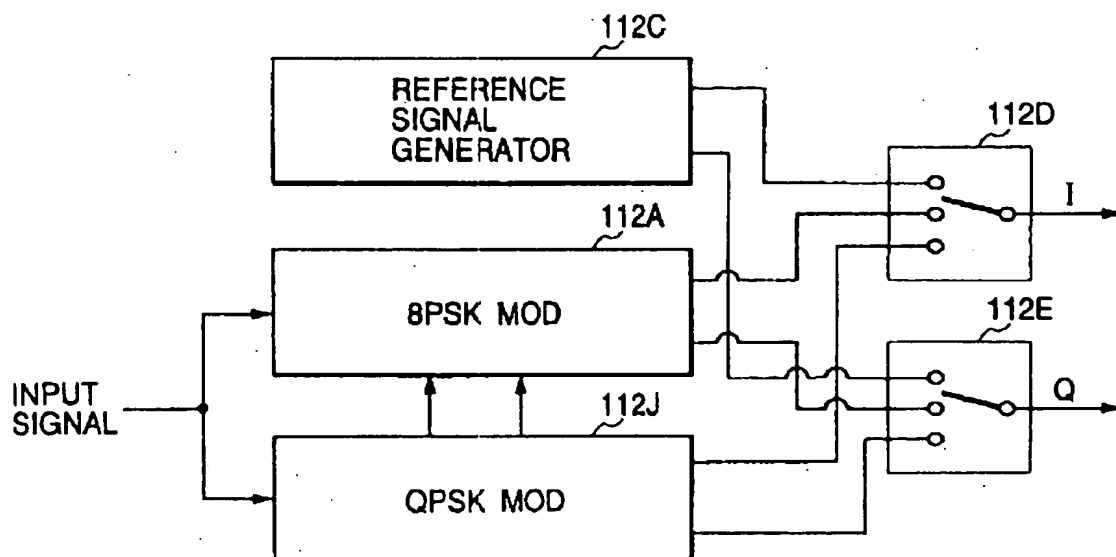 112C
REFERENCE
SIGNAL
GENERATOR
112D
I
112A
8PSK MOD
112E
Q
INPUT
SIGNAL
112J
QPSK MOD